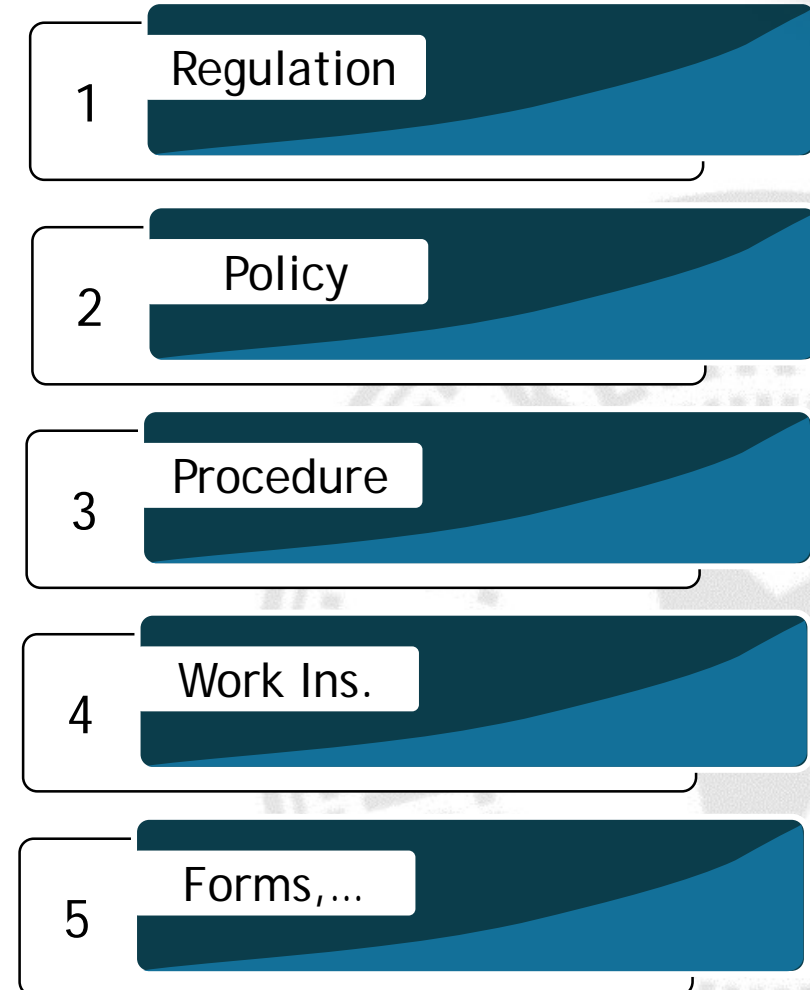 1 Regulation
2 Policy
3 Procedure
4 Work Ins.
5 Forms,...